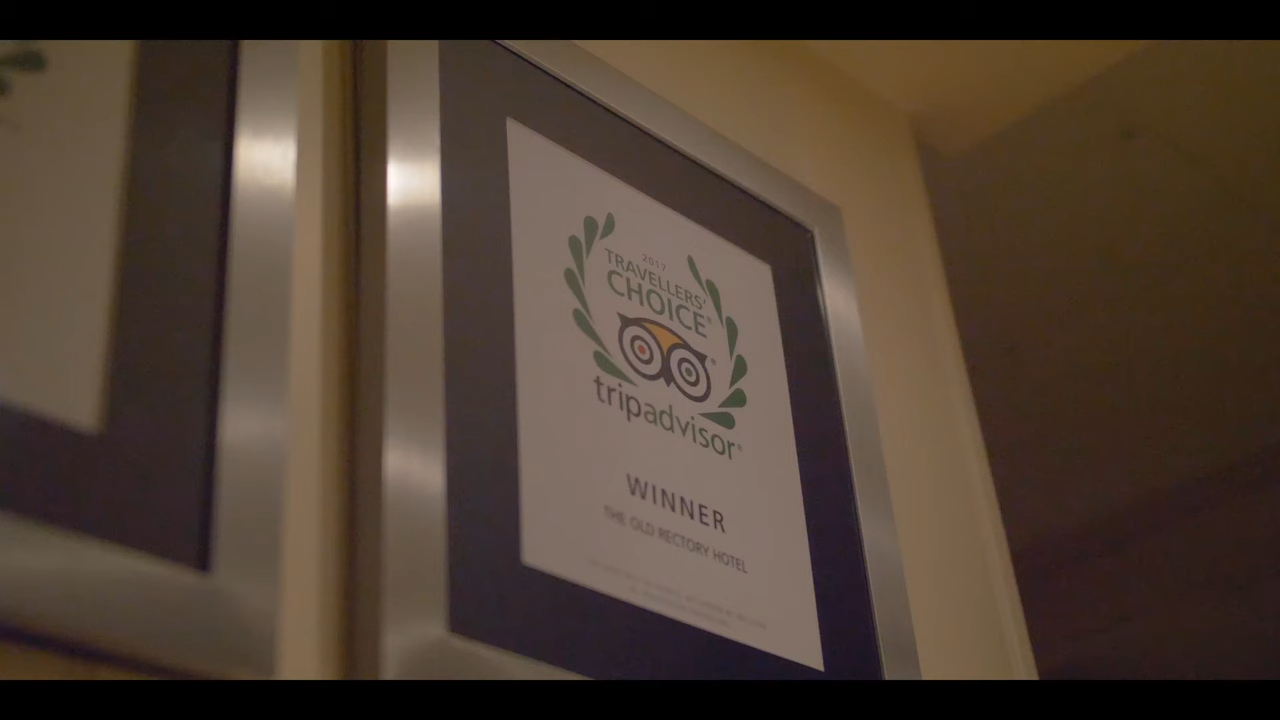 2017
TRAVELLERS'
CHOICE®
tripadvisor®
WINNER
THE OLD RECTORY HOTEL